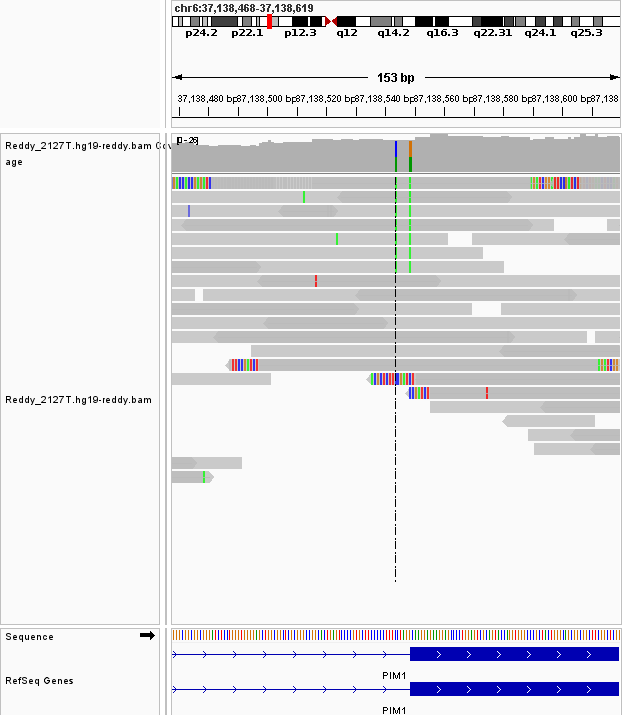 chr6:37,138,468-37,138,619
p24.2 p22.1 p12.3 q12 q14.2 q16.3 q22.31 q24.1 q25.3
153 bp
37,138,480 bp 37,138,500 bp 37,138,520 bp 37,138,540 bp 37,138,560 bp 37,138,580 bp 37,138,600 bp 37,138
Reddy_2127T.hg19-reddy.bam Cov
age
Reddy_2127T.hg19-reddy.bam
Sequence
PIM1
RefSeq Genes
PIM1